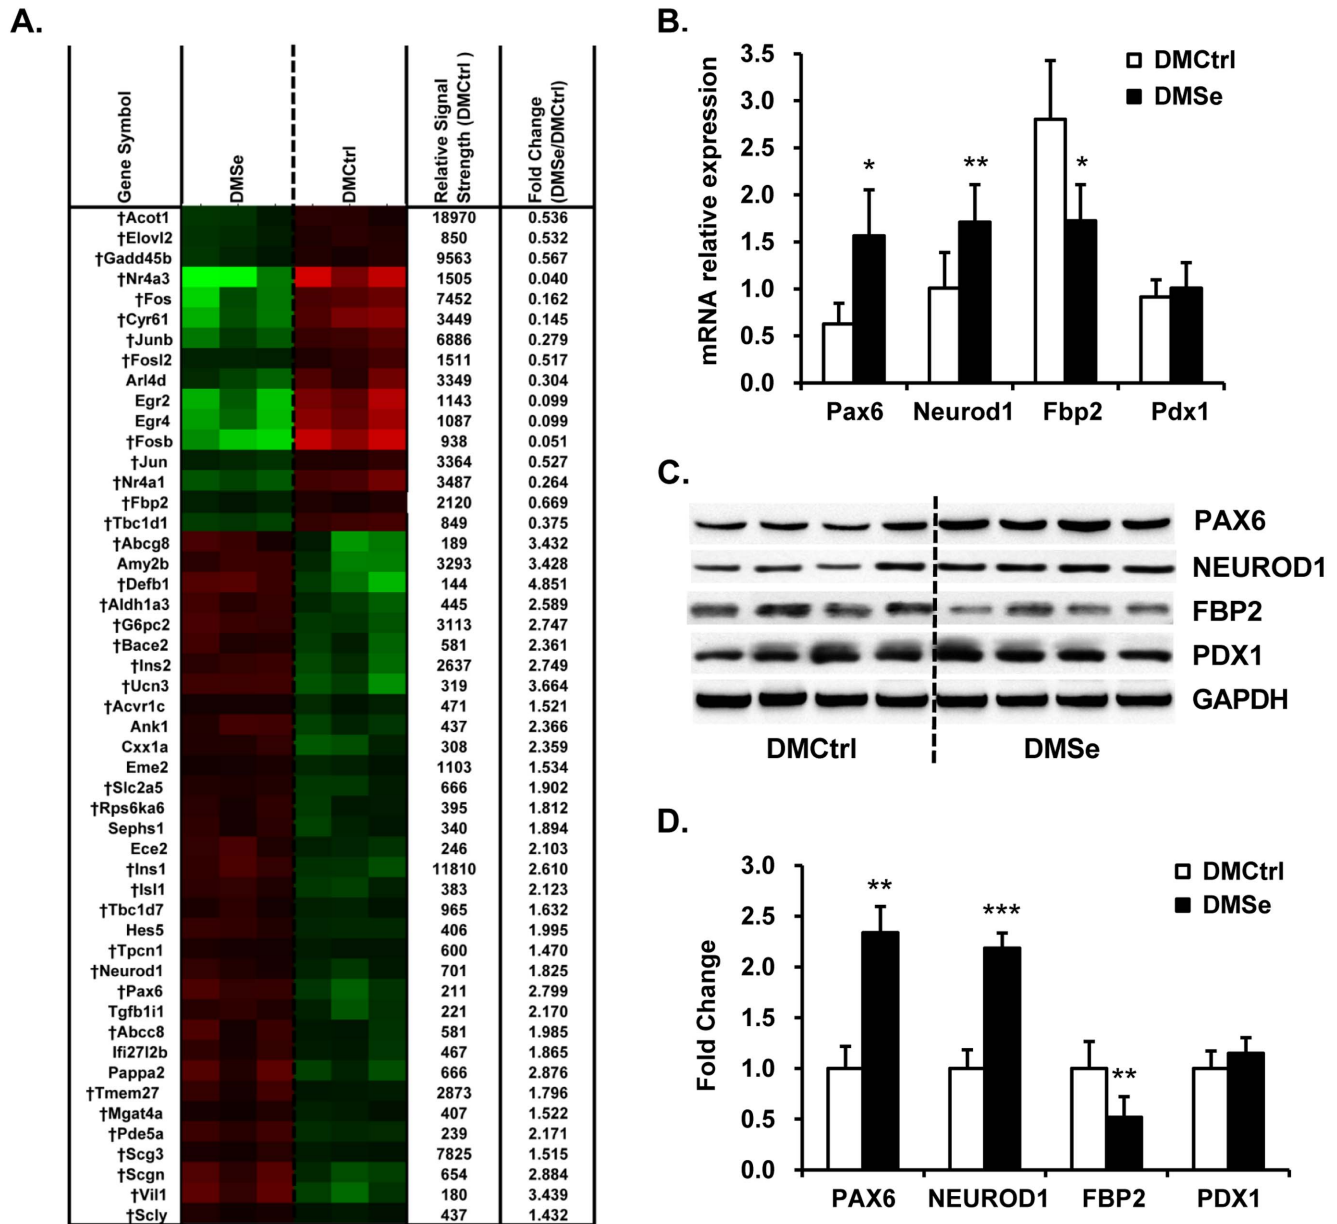 A.
Gene Symbol
DMSe
DMCtrl
Relative Signal
Strength (DMCtrl )
Fold Change
(DMSe/DMCtrl)
†Acot1 18970 0.536
†Elovl2 850 0.532
†Gadd45b 9563 0.567
†Nr4a3 1505 0.040
†Fos 7452 0.162
†Cyr61 3449 0.145
†Junb 6886 0.279
†Fosl2 1511 0.517
Arl4d 3349 0.304
Egr2 1143 0.099
Egr4 1087 0.099
†Fosb 938 0.051
†Jun 3364 0.527
†Nr4a1 3487 0.264
†Fbp2 2120 0.669
†Tbc1d1 849 0.375
†Abcg8 189 3.432
Amy2b 3293 3.428
†Defb1 144 4.851
†Aldh1a3 445 2.589
†G6pc2 3113 2.747
†Bace2 581 2.361
†Ins2 2637 2.749
†Ucn3 319 3.664
†Acvr1c 471 1.521
Ank1 437 2.366
Cxx1a 308 2.359
Eme2 1103 1.534
†Slc2a5 666 1.902
†Rps6ka6 395 1.812
Sephs1 340 1.894
Ece2 246 2.103
†Ins1 11810 2.610
†Isl1 383 2.123
†Tbc1d7 965 1.632
Hes5 406 1.995
†Tpcn1 600 1.470
†Neurod1 701 1.825
†Pax6 211 2.799
Tgfb1i1 221 2.170
†Abcc8 581 1.985
Ifi27l2b 467 1.865
Pappa2 666 2.876
†Tmem27 2873 1.796
†Mgat4a 407 1.522
†Pde5a 239 2.171
†Scg3 7825 1.515
†Scgn 654 2.884
†Vil1 180 3.439
†Scly 437 1.432
B.
mRNA relative expression
3.5
3.0
2.5
2.0
1.5
1.0
0.5
0.0
DMCtrl
DMSe
* ** * 
Pax6 Neurod1 Fbp2 Pdx1
C.
PAX6
NEUROD1
FBP2
PDX1
GAPDH
DMCtrl DMSe
D.
Fold Change
3.0
2.5
2.0
1.5
1.0
0.5
0.0
DMCtrl
DMSe
** *** **
PAX6 NEUROD1 FBP2 PDX1